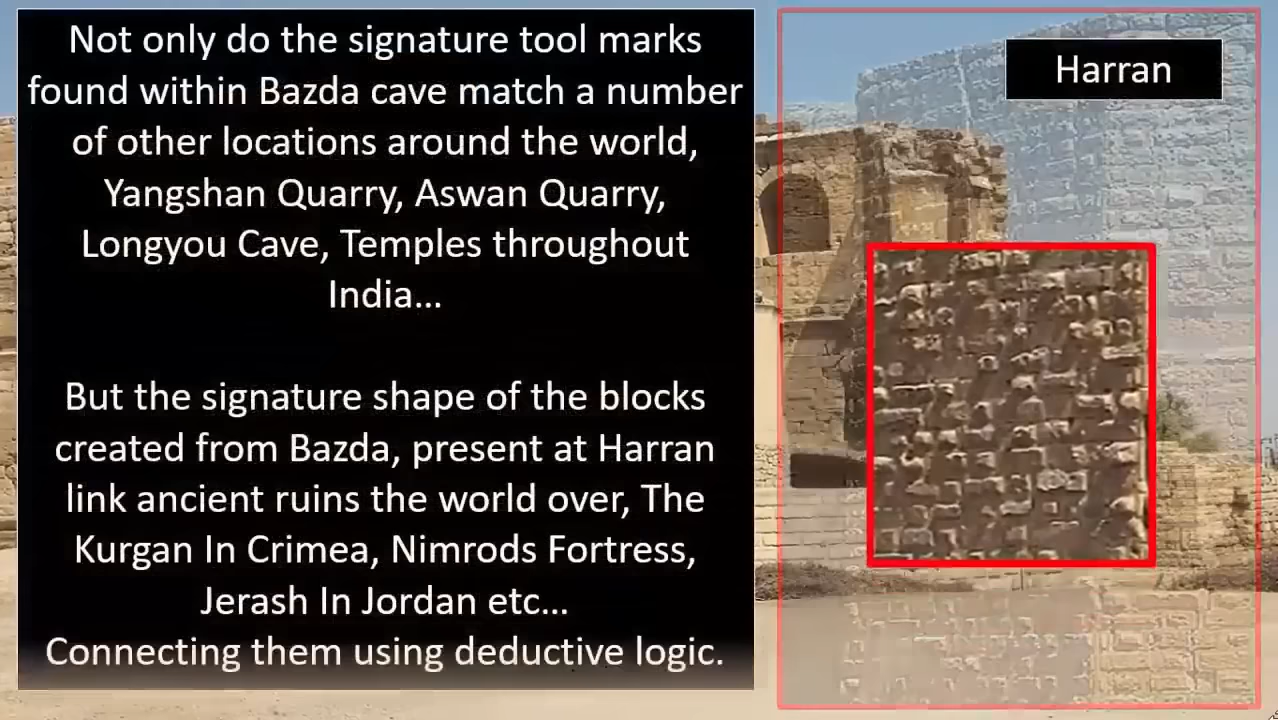 Not only do the signature tool marks
found within Bazda cave match a number
of other locations around the world,
Yangshan Quarry, Aswan Quarry,
Longyou Cave, Temples throughout
India...
But the signature shape of the blocks
created from Bazda, present at Harran
link ancient ruins the world over, The
Kurgan In Crimea, Nimrods Fortress,
Jerash In Jordan etc...
Connecting them using deductive logic.
Harran